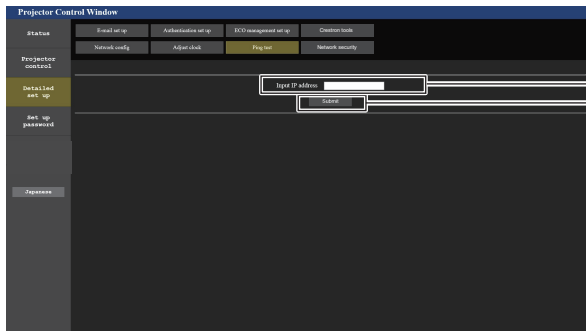 Projector Control Window
Status
E-mail set up
Authentication set up
ECO management set up
Crestron tools
Network config
Adjust clock
Ping test
Network security
Projector
control
Detailed
set up
Set up
password
Input IP address
Submit
Japanese